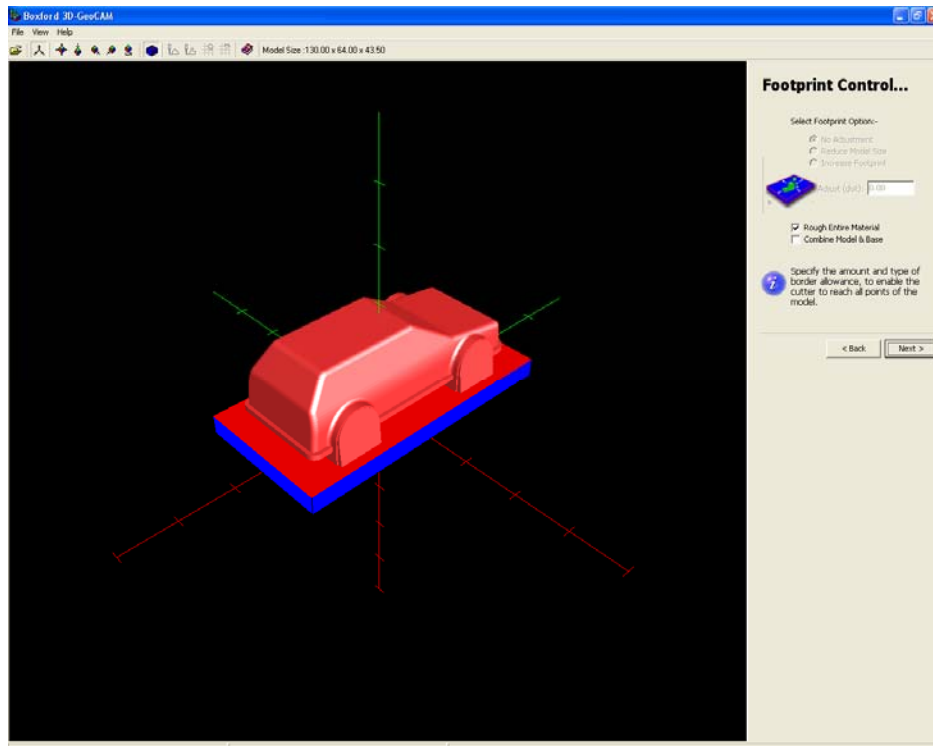 Boxford 3D-GeoCAM
File View Help
Model Size :130.00 x 64.00 x 43.50
Footprint Control...
Select Footprint Option:-
No Adjustment
Reduce Model Size
Increase Footprint
Adjust (dist): 0.00
Rough Entire Material
Combine Model & Base
Specify the amount and type of
border allowance, to enable the
cutter to reach all points of the
model.
< Back Next >